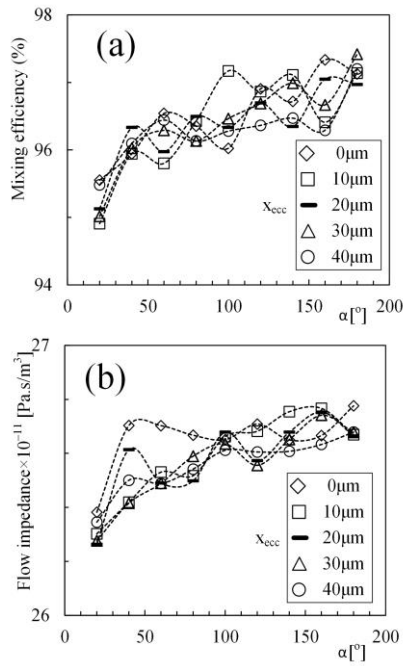 98
(a)
Mixing efficiency (%)
96
0μm
10μm
Xecc
20μm
30μm
40μm
94
0
50
100
150
200
α[°]
27
(b)
Flow impedance×10⁻¹¹ [Pa.s/m³]
0μm
10μm
Xecc
20μm
30μm
40μm
26
0
50
100
150
200
α[°]